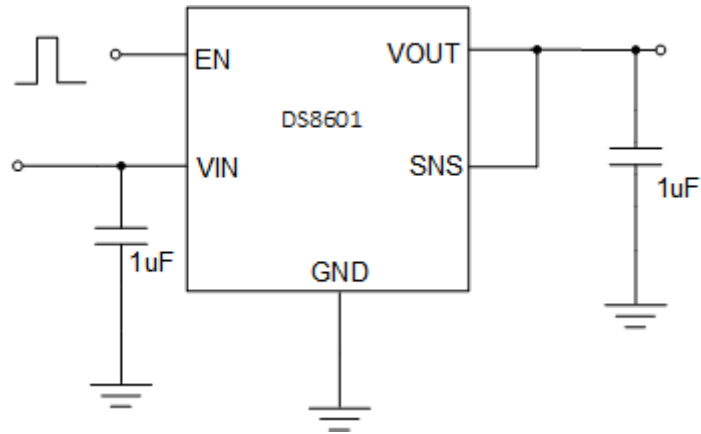 EN
VOUT
DS8601
VIN
SNS
1uF
1uF
GND